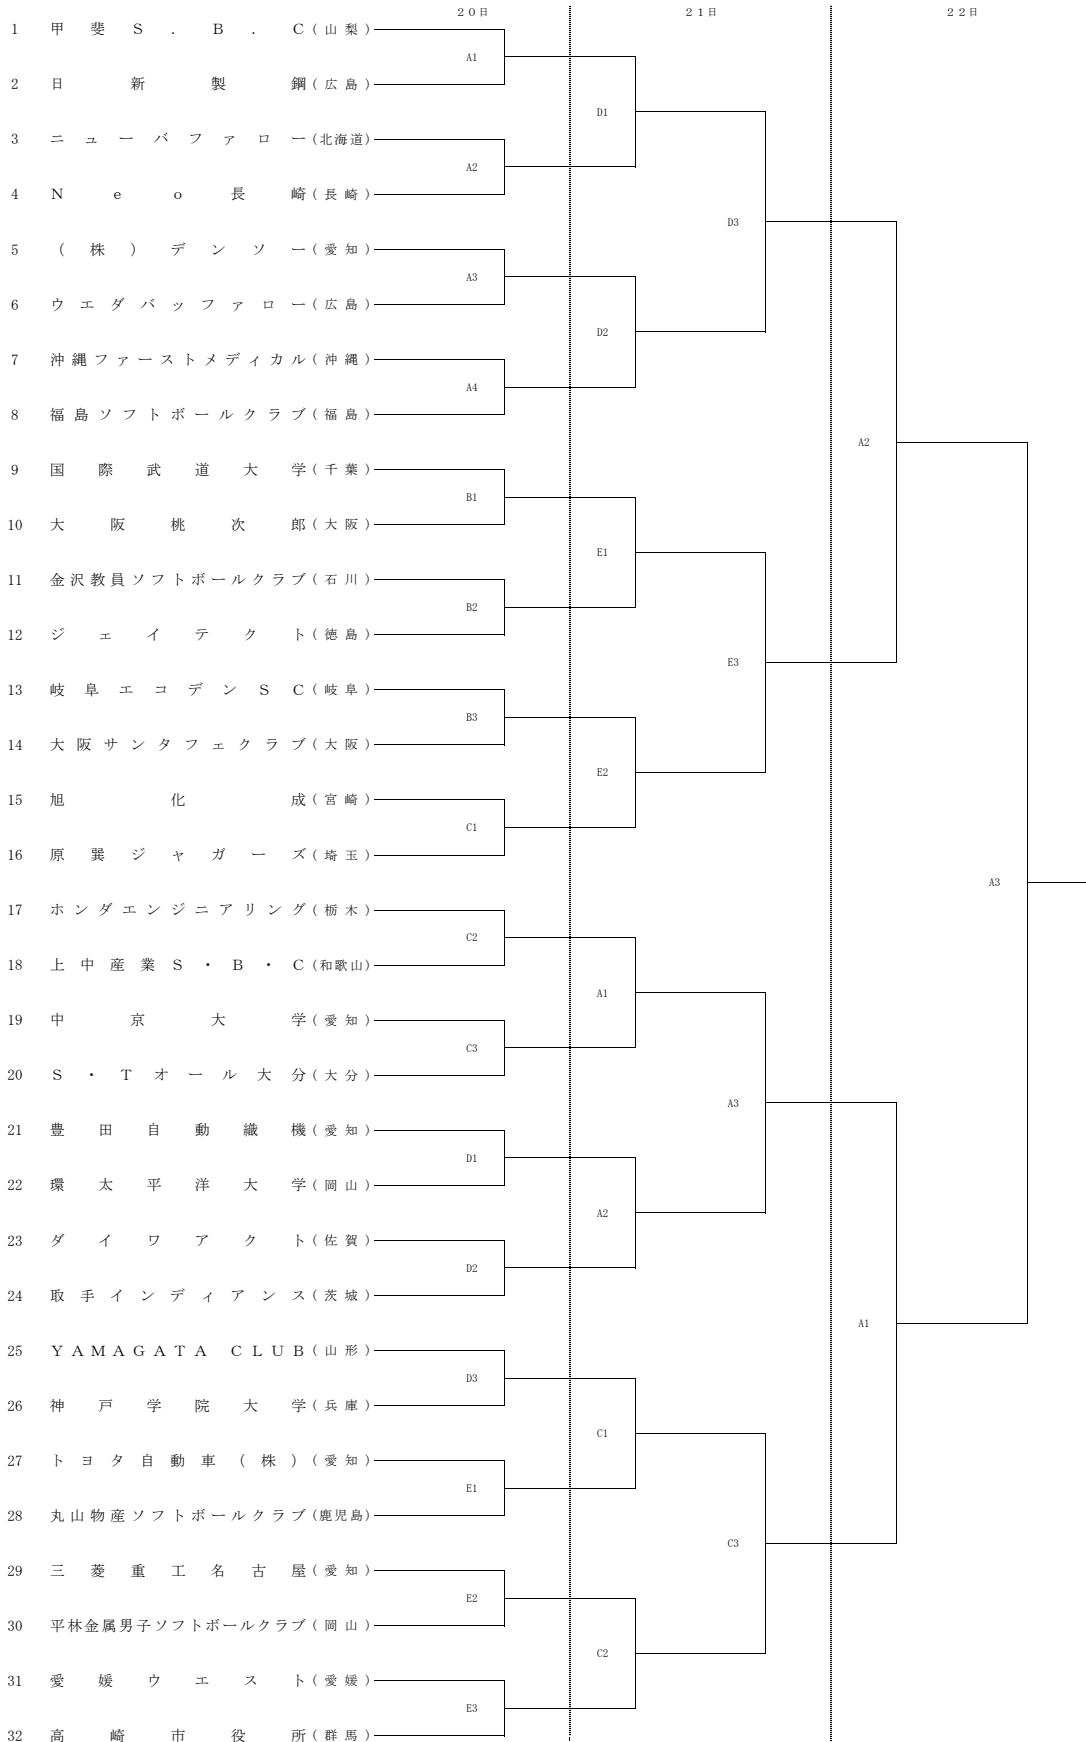 ２０日 ２１日 ２２日
1 甲斐Ｓ．Ｂ．Ｃ(山梨)
A1
2 日新製鋼(広島)
D1
3 ニューバファロー(北海道)
A2
4 Ｎｅｏ長崎(長崎)
D3
5 （株）デンソー(愛知)
A3
6 ウエダバッファロー(広島)
D2
7 沖縄ファーストメディカル(沖縄)
A4
8 福島ソフトボールクラブ(福島)
A2
9 国際武道大学(千葉)
B1
10 大阪桃次郎(大阪)
E1
11 金沢教員ソフトボールクラブ(石川)
B2
12 ジェイテクト(徳島)
E3
13 岐阜エコデンＳＣ(岐阜)
B3
14 大阪サンタフェクラブ(大阪)
E2
15 旭化成(宮崎)
C1
16 原巽ジャガーズ(埼玉)
A3
17 ホンダエンジニアリング(栃木)
C2
18 上中産業Ｓ・Ｂ・Ｃ(和歌山)
A1
19 中京大学(愛知)
C3
20 Ｓ・Ｔオール大分(大分)
A3
21 豊田自動織機(愛知)
D1
22 環太平洋大学(岡山)
A2
23 ダイワアクト(佐賀)
D2
24 取手インディアンス(茨城)
A1
25 ＹＡＭＡＧＡＴＡ ＣＬＵＢ(山形)
D3
26 神戸学院大学(兵庫)
C1
27 トヨタ自動車（株）(愛知)
E1
28 丸山物産ソフトボールクラブ(鹿児島)
C3
29 三菱重工名古屋(愛知)
E2
30 平林金属男子ソフトボールクラブ(岡山)
C2
31 愛媛ウエスト(愛媛)
E3
32 高崎市役所(群馬)